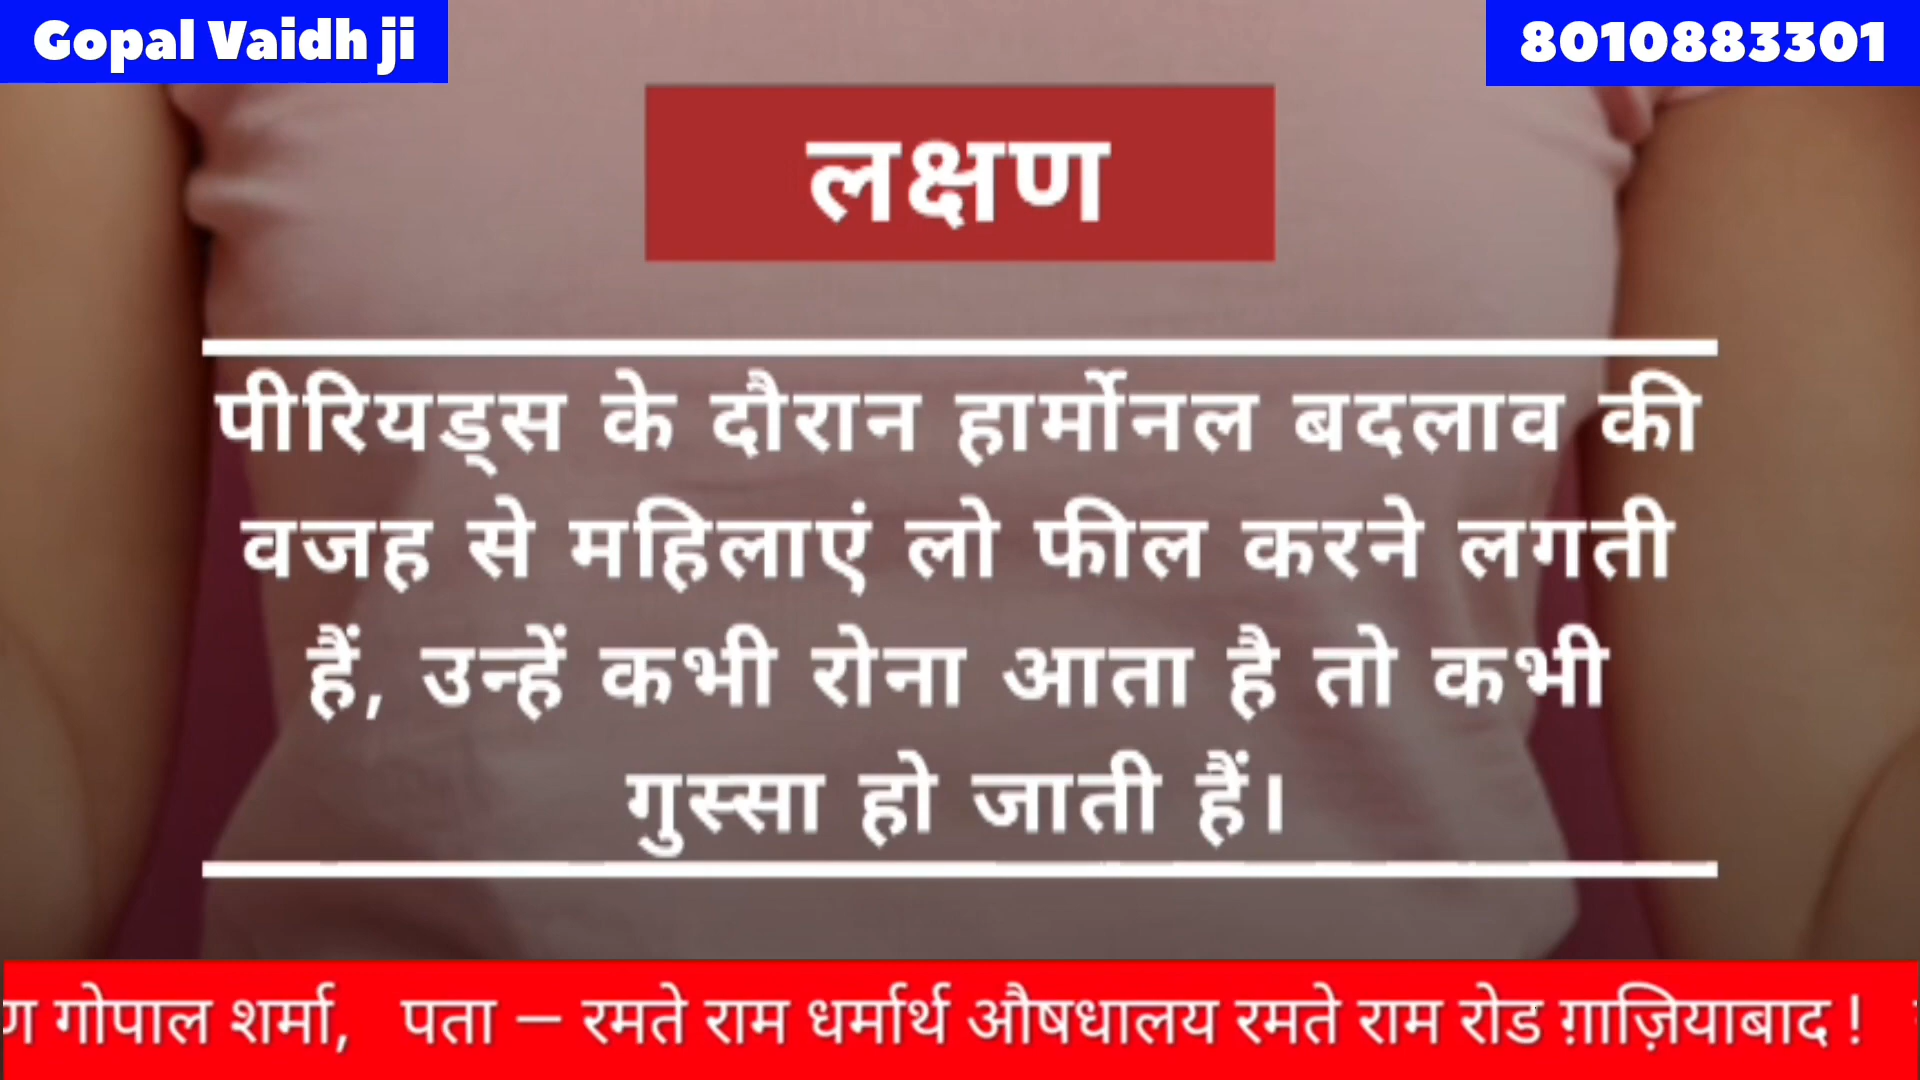 Gopal Vaidh ji
8010883301
लक्षण
पीरियड्स के दौरान हार्मोनल बदलाव की
वजह से महिलाएं लो फील करने लगती
हैं, उन्हें कभी रोना आता है तो कभी
गुस्सा हो जाती हैं।
गोपाल शर्मा, पता – रमते राम धर्मार्थ औषधालय रमते राम रोड ग़ाज़ियाबाद !